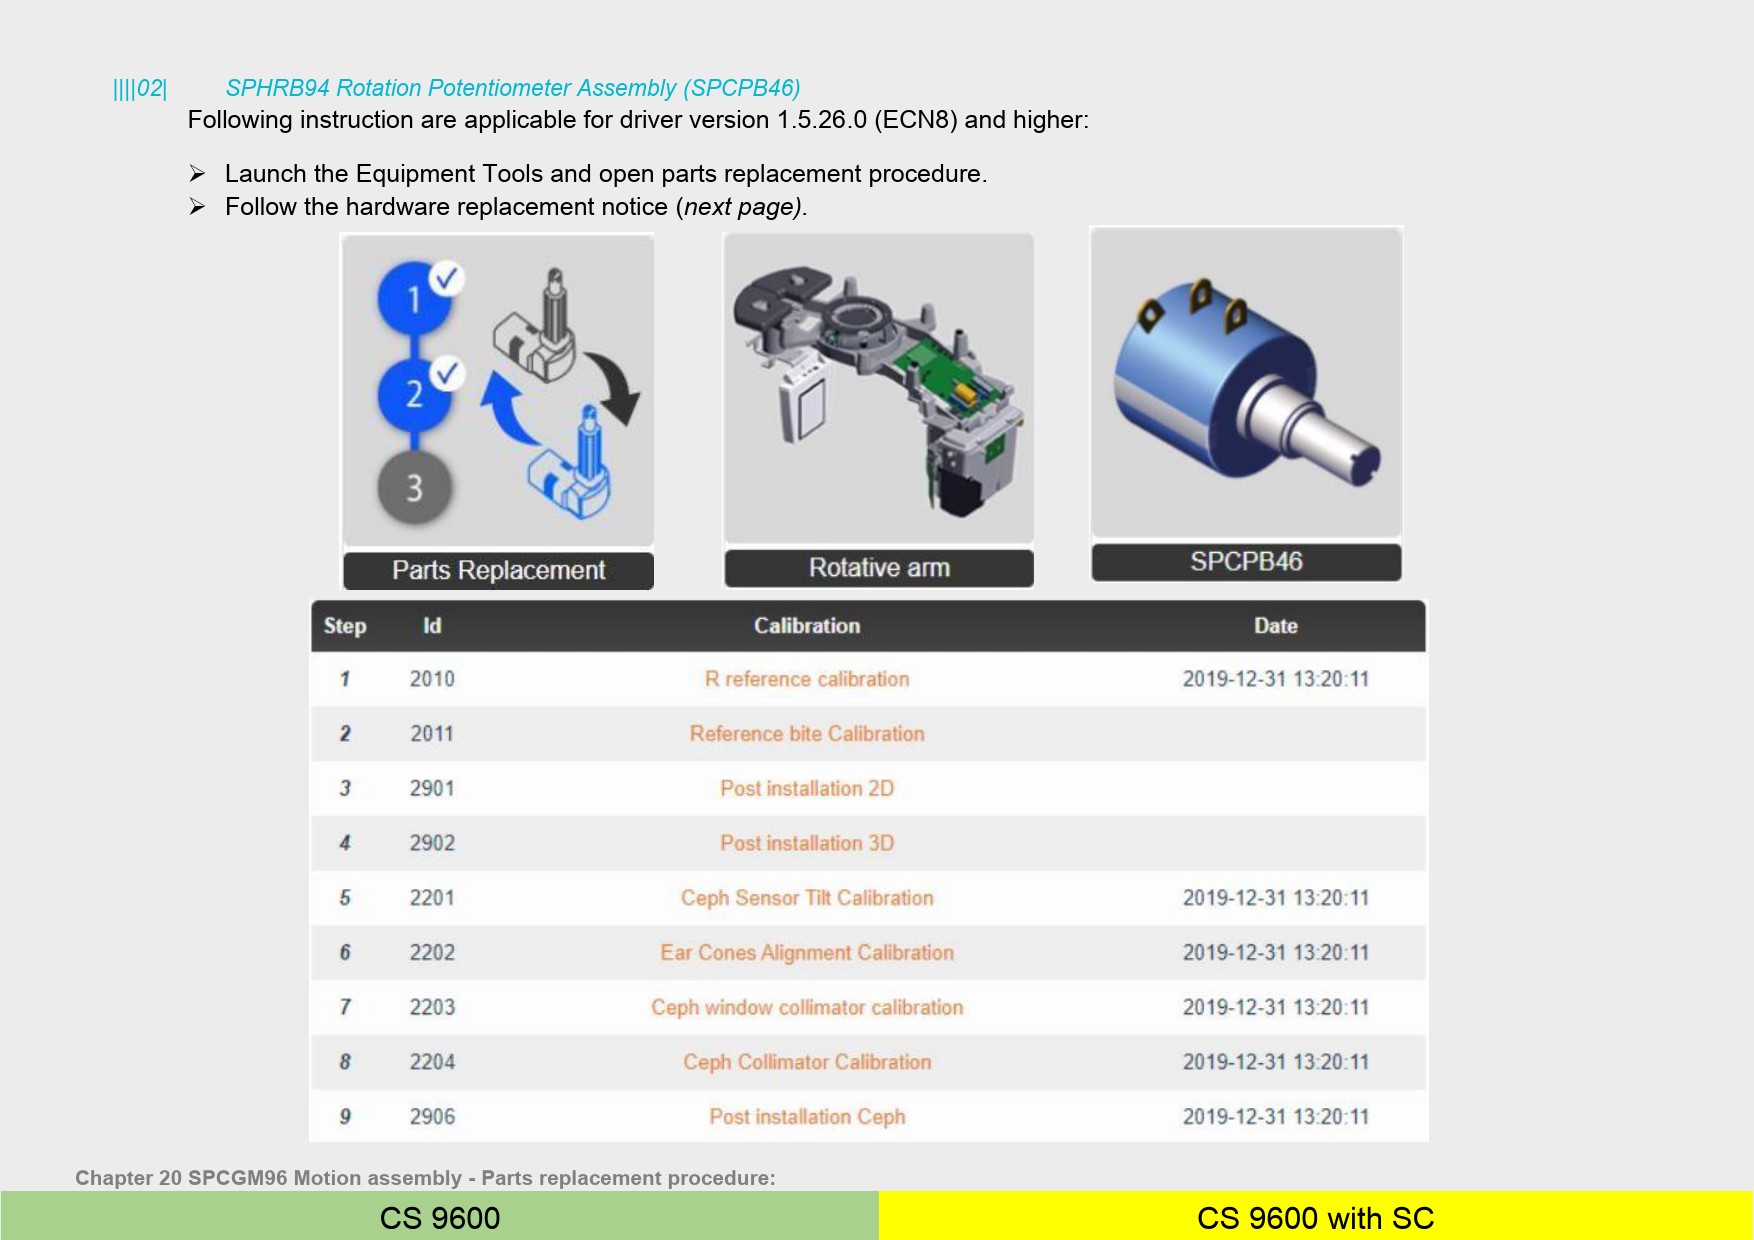 ||||02| SPHRB94 Rotation Potentiometer Assembly (SPCPB46)
Following instruction are applicable for driver version 1.5.26.0 (ECN8) and higher:
➢ Launch the Equipment Tools and open parts replacement procedure.
➢ Follow the hardware replacement notice (next page).
1
2
3
Parts Replacement
Rotative arm
SPCPB46
Step Id Calibration Date
1 2010 R reference calibration 2019-12-31 13:20:11
2 2011 Reference bite Calibration
3 2901 Post installation 2D
4 2902 Post installation 3D
5 2201 Ceph Sensor Tilt Calibration 2019-12-31 13:20:11
6 2202 Ear Cones Alignment Calibration 2019-12-31 13:20:11
7 2203 Ceph window collimator calibration 2019-12-31 13:20:11
8 2204 Ceph Collimator Calibration 2019-12-31 13:20:11
9 2906 Post installation Ceph 2019-12-31 13:20:11
Chapter 20 SPCGM96 Motion assembly - Parts replacement procedure:
CS 9600
CS 9600 with SC